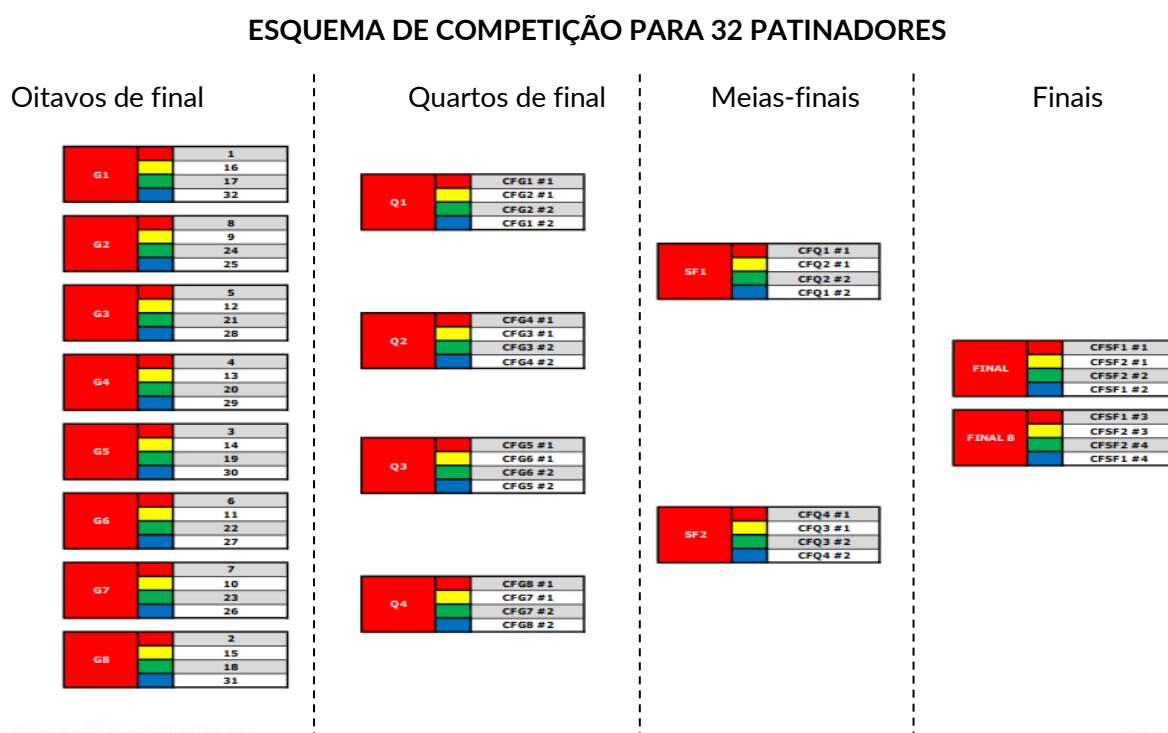 ESQUEMA DE COMPETIÇÃO PARA 32 PATINADORES
Oitavos de final
Quartos de final
Meias-finais
Finais
G1
1
16
17
32
G2
8
9
24
25
G3
5
12
21
28
G4
4
13
20
29
G5
3
14
19
30
G6
6
11
22
27
G7
7
10
23
26
G8
2
15
18
31
Q1
CFG1 #1
CFG2 #1
CFG2 #2
CFG1 #2
Q2
CFG4 #1
CFG3 #1
CFG3 #2
CFG4 #2
Q3
CFG5 #1
CFG6 #1
CFG6 #2
CFG5 #2
Q4
CFG8 #1
CFG7 #1
CFG7 #2
CFG8 #2
SF1
CFQ1 #1
CFQ2 #1
CFQ2 #2
CFQ1 #2
SF2
CFQ4 #1
CFQ3 #1
CFQ3 #2
CFQ4 #2
FINAL
CFSF1 #1
CFSF2 #1
CFSF2 #2
CFSF1 #2
FINAL B
CFSF1 #3
CFSF2 #3
CFSF2 #4
CFSF1 #4